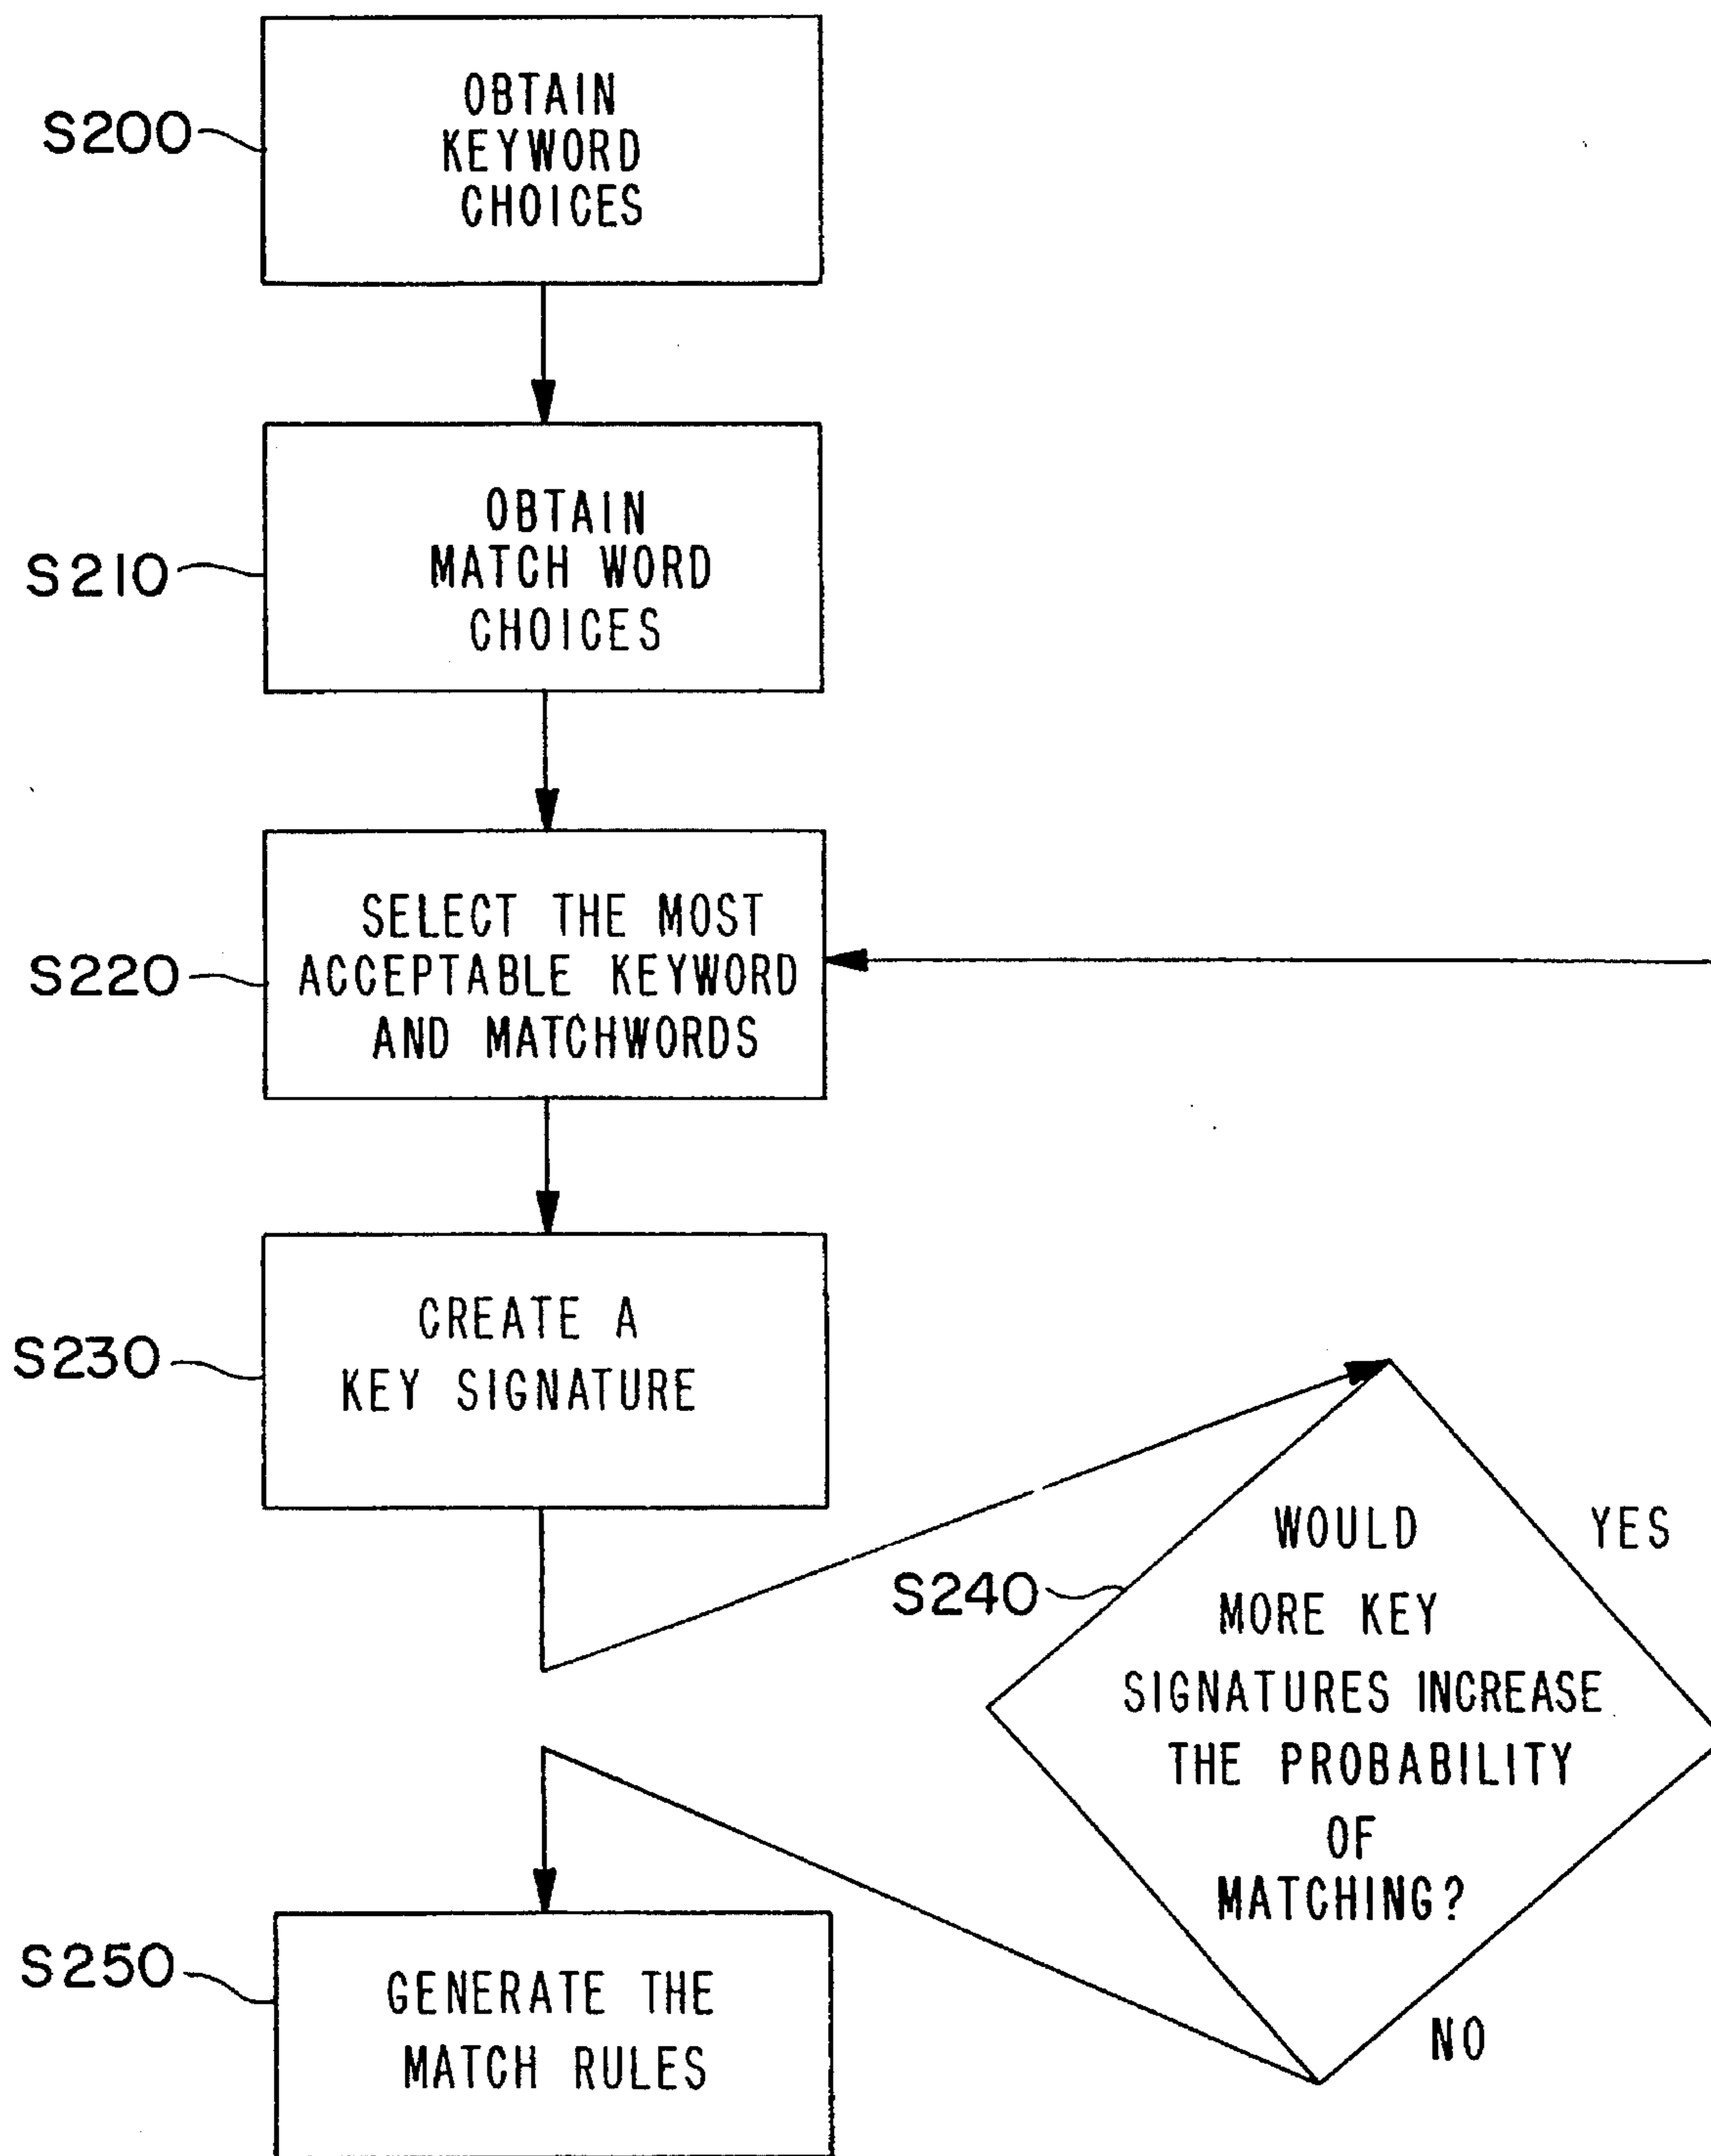 S200
OBTAIN
KEYWORD
CHOICES
S210
OBTAIN
MATCH WORD
CHOICES
S220
SELECT THE MOST
ACCEPTABLE KEYWORD
AND MATCHWORDS
S230
CREATE A
KEY SIGNATURE
S240
WOULD
MORE KEY
SIGNATURES INCREASE
THE PROBABILITY
OF
MATCHING?
YES
NO
S250
GENERATE THE
MATCH RULES